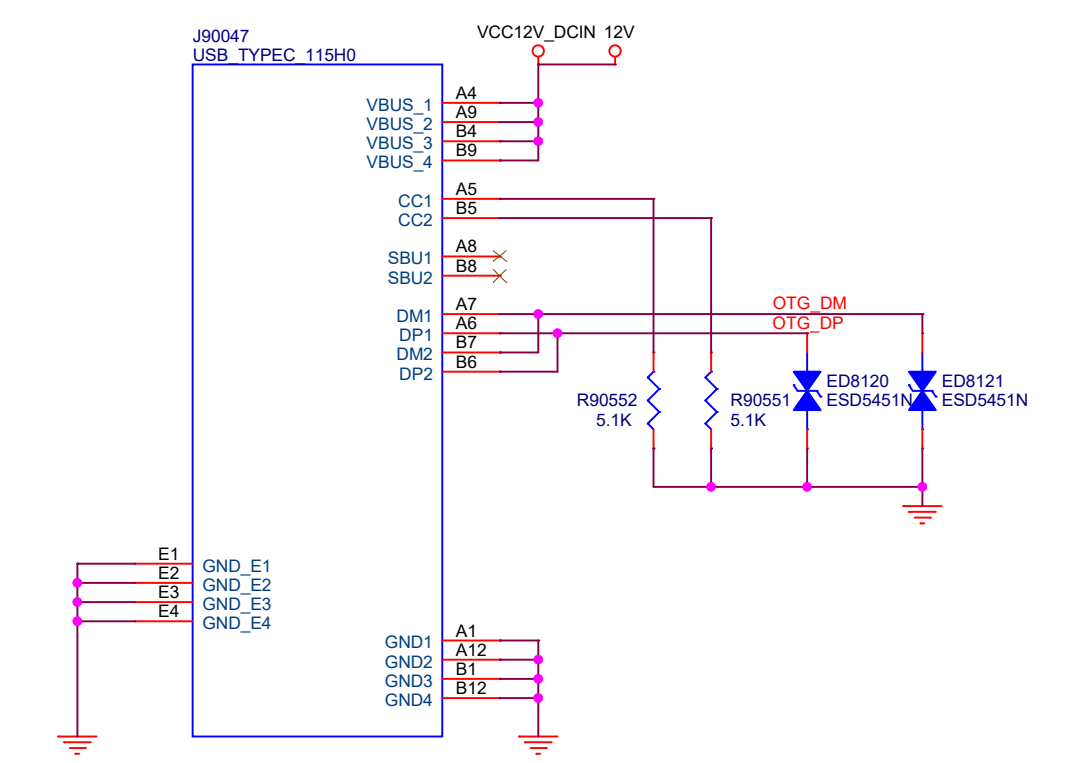 J90047
USB_TYPEC_115H0
VCC12V_DCIN 12V
VBUS_1 A4
VBUS_2 A9
VBUS_3 B4
VBUS_4 B9
CC1 A5
CC2 B5
SBU1 A8
SBU2 B8
DM1 A7
DP1 A6
DM2 B7
DP2 B6
OTG_DM
OTG_DP
R90552
5.1K
R90551
5.1K
ED8120
ESD5451N
ED8121
ESD5451N
E1 GND_E1
E2 GND_E2
E3 GND_E3
E4 GND_E4
GND1 A1
GND2 A12
GND3 B1
GND4 B12